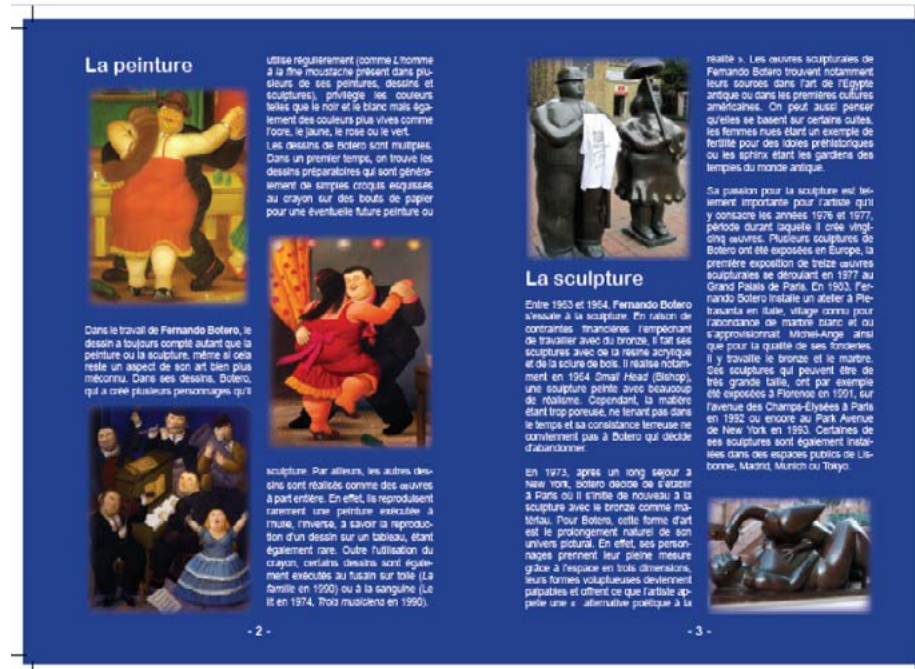 La peinture
Dans le travail de Fernando Botero, le
dessin a toujours compté autant que la
peinture ou la sculpture, même si cela
reste un aspect de son art bien plus
méconnu. Dans ses dessins, Botero,
qui a créé plusieurs personnages qu'il
utilise régulièrement (comme L'homme
à la fine moustache présent dans plu-
sieurs de ses peintures, dessins et
sculptures), privilégie les couleurs
telles que le noir et le blanc mais éga-
lement des couleurs plus vives comme
l'ocre, le jaune, le rose ou le vert.
Les dessins de Botero sont multiples.
Dans un premier temps, on trouve les
dessins préparatoires qui sont généra-
lement de simples croquis esquissés
au crayon sur des bouts de papier
pour une éventuelle future peinture ou
sculpture. Par ailleurs, les autres des-
sins sont réalisés comme des œuvres
à part entière. En effet, ils reproduisent
rarement une peinture exécutée à
l'huile, l'inverse, à savoir la reproduc-
tion d'un dessin sur un tableau, étant
également rare. Outre l'utilisation du
crayon, certains dessins sont égale-
ment exécutés au fusain sur toile (La
famille en 1990) ou à la sanguine (Le
lit en 1974, Trois musiciens en 1990).
- 2 -
La sculpture
Entre 1963 et 1964, Fernando Botero
s'essaie à la sculpture. En raison de
contraintes financières l'empêchant
de travailler avec du bronze, il fait ses
sculptures avec de la résine acrylique
et de la sciure de bois. Il réalise notam-
ment en 1964 Small Head (Bishop),
une sculpture peinte avec beaucoup
de réalisme. Cependant, la matière
étant trop poreuse, ne tenant pas dans
le temps et sa consistance terreuse ne
conviennent pas à Botero qui décide
d'abandonner.
En 1973, après un long séjour à
New York, Botero décide de s'établir
à Paris où il s'initie de nouveau à la
sculpture avec le bronze comme ma-
tériau. Pour Botero, cette forme d'art
est le prolongement naturel de son
univers pictural. En effet, ses person-
nages prennent leur pleine mesure
grâce à l'espace en trois dimensions,
leurs formes voluptueuses deviennent
palpables et offrent ce que l'artiste ap-
pelle une « alternative poétique à la
réalité ». Les œuvres sculpturales de
Fernando Botero trouvent notamment
leurs sources dans l'art de l'Egypte
antique ou dans les premières cultures
américaines. On peut aussi penser
qu'elles se basent sur certains cultes,
les femmes nues étant un exemple de
fertilité pour des idoles préhistoriques
ou les sphinx étant les gardiens des
temples du monde antique.
Sa passion pour la sculpture est tel-
lement importante pour l'artiste qu'il
y consacre les années 1976 et 1977,
période durant laquelle il crée vingt-
cinq œuvres. Plusieurs sculptures de
Botero ont été exposées en Europe, la
première exposition de treize œuvres
sculpturales se déroulant en 1977 au
Grand Palais de Paris. En 1983, Fer-
nando Botero installe un atelier à Pie-
trasanta en Italie, village connu pour
l'abondance de marbre blanc et où
s'approvisionnait Michel-Ange ainsi
que pour la qualité de ses fonderies.
Il y travaille le bronze et le marbre.
Ses sculptures qui peuvent être de
très grande taille, ont par exemple
été exposées à Florence en 1991, sur
l'avenue des Champs-Élysées à Paris
en 1992 ou encore au Park Avenue
de New York en 1993. Certaines de
ses sculptures sont également instal-
lées dans des espaces publics de Lis-
bonne, Madrid, Munich ou Tokyo.
- 3 -